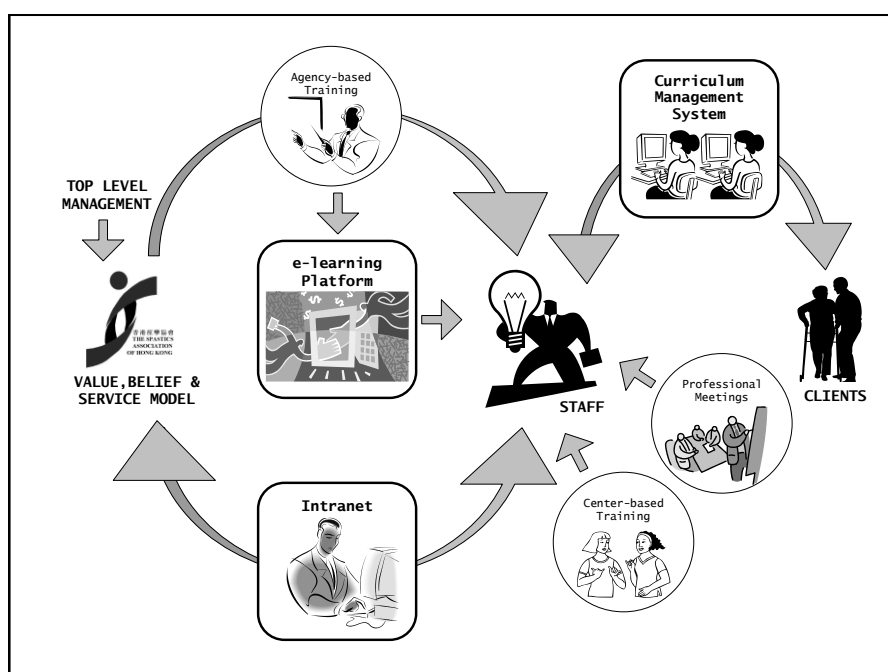 Agency-based
Training
Curriculum
Management
System
TOP LEVEL
MANAGEMENT
e-learning
Platform
香港痙攣協會
THE SPASTICS
ASSOCIATION
OF HONG KONG
VALUE,BELIEF &
SERVICE MODEL
STAFF
Professional
Meetings
CLIENTS
Intranet
Center-based
Training